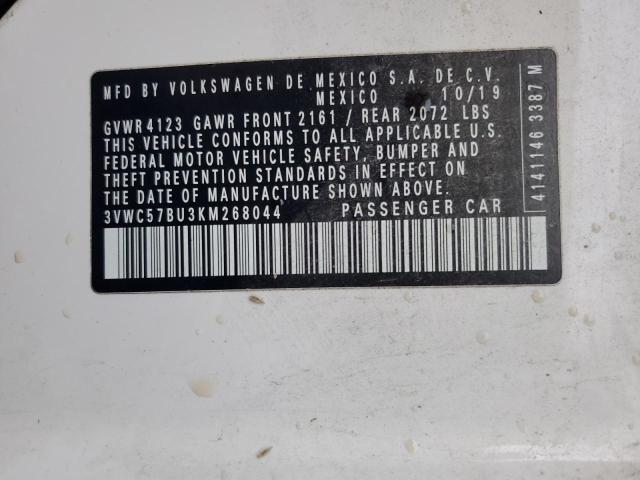 MFD BY VOLKSWAGEN DE MEXICO S.A. DE C.V.
MEXICO 10/19
GVWR 4123 GAWR FRONT 2161 / REAR 2072 LBS
THIS VEHICLE CONFORMS TO ALL APPLICABLE U.S.
FEDERAL MOTOR VEHICLE SAFETY, BUMPER AND
THEFT PREVENTION STANDARDS IN EFFECT ON
THE DATE OF MANUFACTURE SHOWN ABOVE.
3VWC57BU3KM268044 PASSENGER CAR
4141146 3387 M